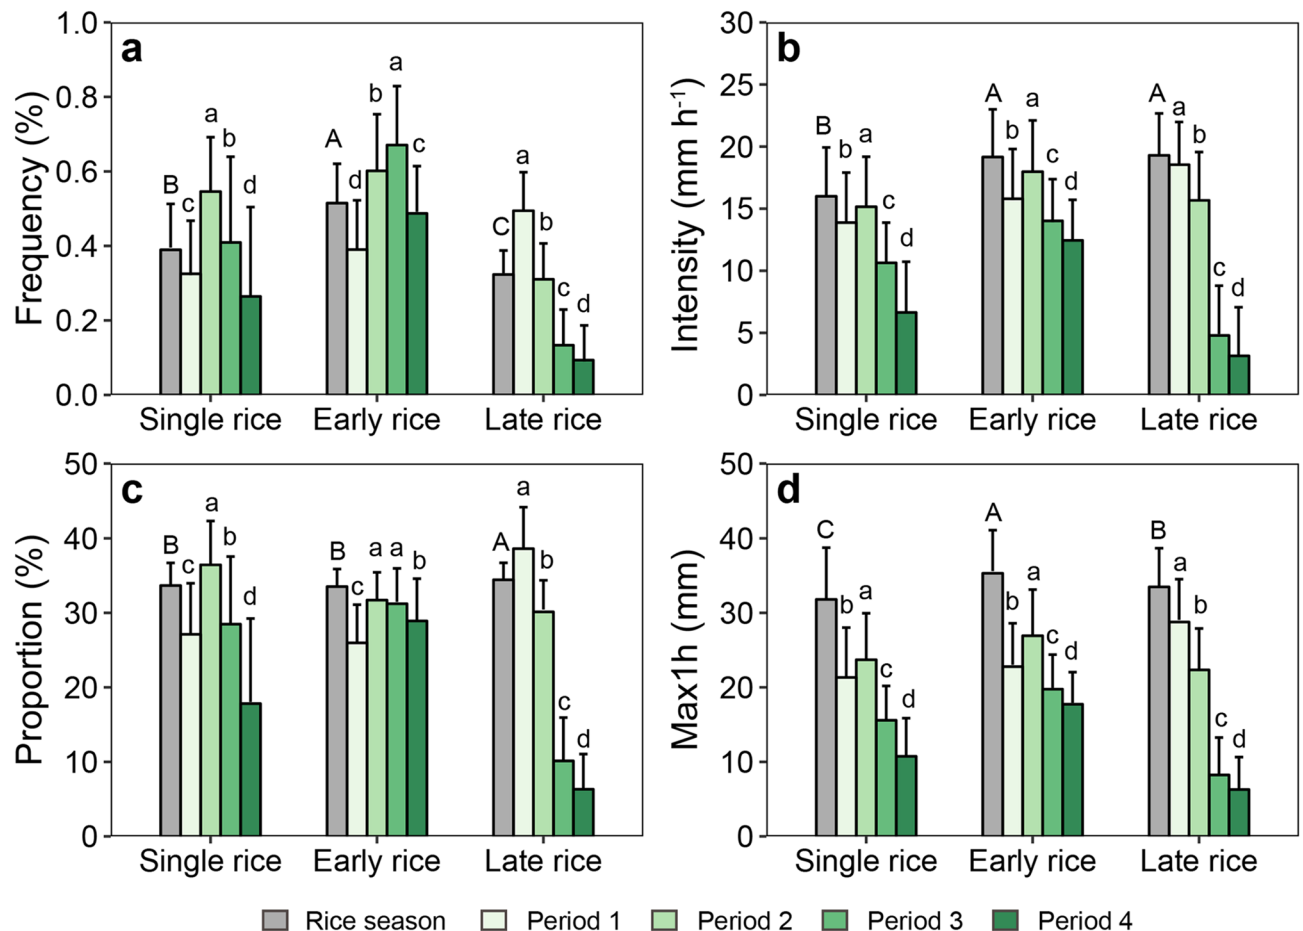 a
Frequency (%)
1.0
0.8
0.6
0.4
0.2
0.0
B c a b d
A d b a c
C a b c d
Single rice Early rice Late rice
b
Intensity (mm h⁻¹)
30
25
20
15
10
5
0
B b a c d
A b a c d
A a b c d
Single rice Early rice Late rice
c
Proportion (%)
50
40
30
20
10
0
B c a b d
B c a a b
A a b c d
Single rice Early rice Late rice
d
Max1h (mm)
50
40
30
20
10
0
C b a c d
A b a c d
B a b c d
Single rice Early rice Late rice
Rice season Period 1 Period 2 Period 3 Period 4